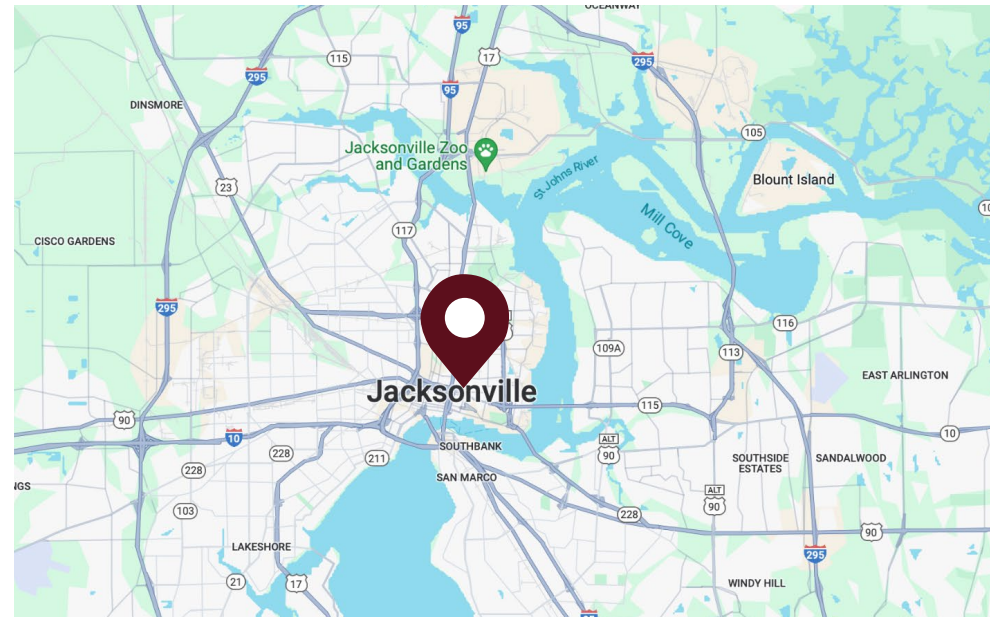 OCEANWAY
95
115
17
295
295
95
DINSMORE
105
Jacksonville Zoo
and Gardens
St Johns River
Blount Island
23
Mill Cove
10
117
CISCO GARDENS
295
116
109A
113
EAST ARLINGTON
Jacksonville
115
90
10
10
ALT
90
SOUTHBANK
228
211
SOUTHSIDE
ESTATES
SANDALWOOD
228
SAN MARCO
NGS
ALT
90
103
228
90
LAKESHORE
295
21
17
WINDY HILL